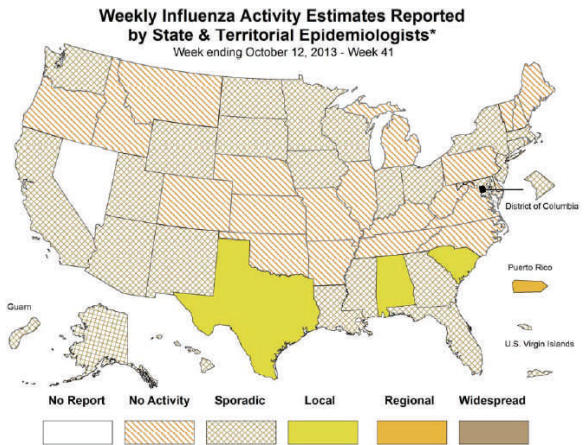 Weekly Influenza Activity Estimates Reported
by State & Territorial Epidemiologists*
Week ending October 12, 2013 - Week 41
District of Columbia
Puerto Rico
Guam
U.S. Virgin Islands
No Report No Activity Sporadic Local Regional Widespread